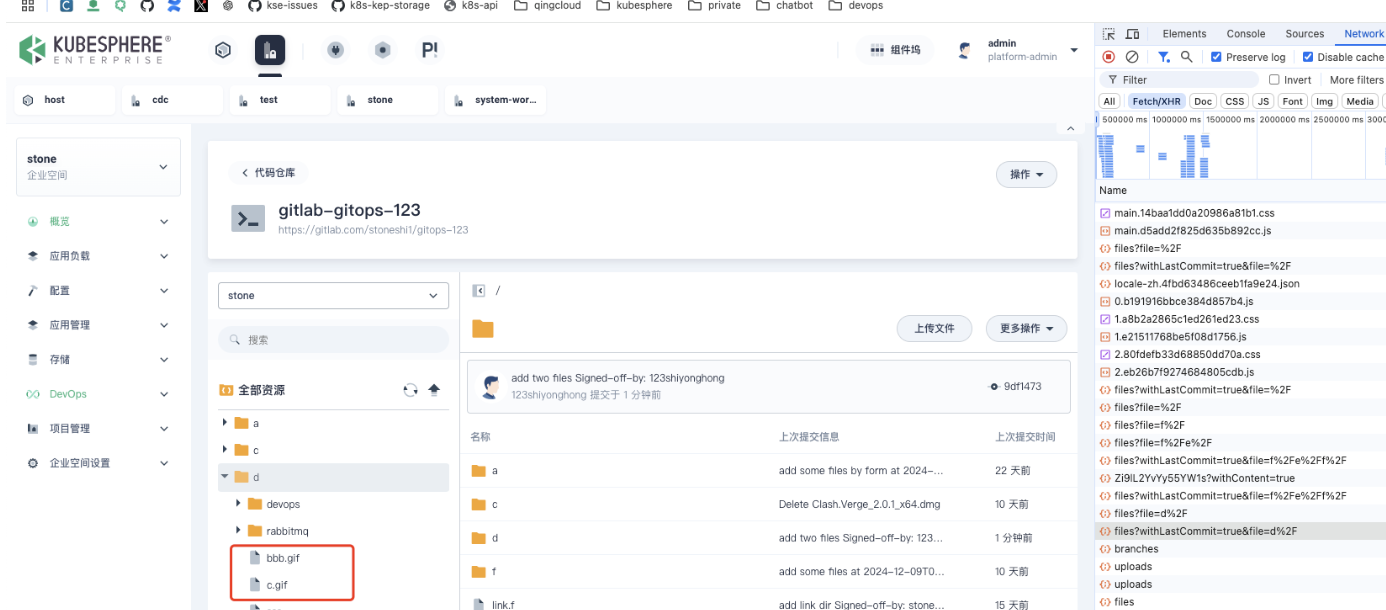 kse-issues
k8s-kep-storage
k8s-api
qingcloud
kubesphere
private
chatbot
devops
KUBESPHERE®
ENTERPRISE
P!
组件坞
admin
platform-admin
host
cdc
test
stone
system-wor...
stone
企业空间
概览
应用负载
配置
应用管理
存储
DevOps
项目管理
企业空间设置
代码仓库
操作
gitlab-gitops-123
https://gitlab.com/stoneshi1/gitops-123
stone
搜索
全部资源
a
c
d
devops
rabbitmq
bbb.gif
c.gif
/
上传文件
更多操作
add two files Signed-off-by: 123shiyonghong
123shiyonghong 提交于 1 分钟前
9df1473
名称 上次提交信息 上次提交时间
a add some files by form at 2024-... 22 天前
c Delete Clash.Verge_2.0.1_x64.dmg 10 天前
d add two files Signed-off-by: 123... 1 分钟前
f add some files at 2024-12-09T0... 10 天前
link.f add link dir Signed-off-by: stone... 15 天前
Elements Console Sources Network
Preserve log Disable cache
Filter Invert More filters
All Fetch/XHR Doc CSS JS Font Img Media
500000 ms 1000000 ms 1500000 ms 2000000 ms 2500000 ms 3000
Name
main.14baa1dd0a20986a81b1.css
main.d5add2f825d635b892cc.js
files?file=%2F
files?withLastCommit=true&file=%2F
locale-zh.4fbd63486ceeb1fa9e24.json
0.b191916bbce384d857b4.js
1.a8b2a2865c1ed261ed23.css
1.e21511768be5f08d1756.js
2.80fdefb33d68850dd70a.css
2.eb26b7f9274684805cdb.js
files?withLastCommit=true&file=%2F
files?file=%2F
files?file=f%2F
files?file=f%2Fe%2F
files?withLastCommit=true&file=f%2Fe%2Ff%2F
Zi9lL2YvYy55YW1s?withContent=true
files?withLastCommit=true&file=f%2Fe%2Ff%2F
files?file=d%2F
files?withLastCommit=true&file=d%2F
branches
uploads
uploads
files